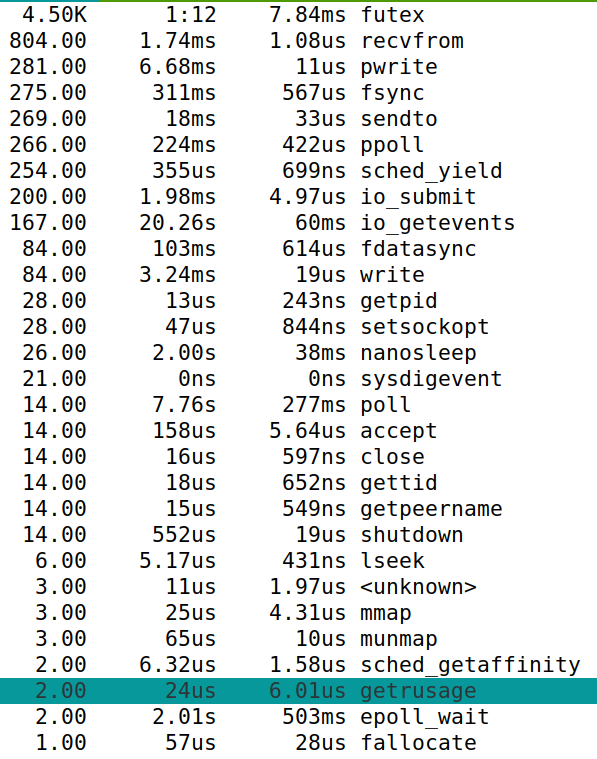 4.50K 1:12 7.84ms futex
804.00 1.74ms 1.08us recvfrom
281.00 6.68ms 11us pwrite
275.00 311ms 567us fsync
269.00 18ms 33us sendto
266.00 224ms 422us ppoll
254.00 355us 699ns sched_yield
200.00 1.98ms 4.97us io_submit
167.00 20.26s 60ms io_getevents
84.00 103ms 614us fdatasync
84.00 3.24ms 19us write
28.00 13us 243ns getpid
28.00 47us 844ns setsockopt
26.00 2.00s 38ms nanosleep
21.00 0ns 0ns sysdigevent
14.00 7.76s 277ms poll
14.00 158us 5.64us accept
14.00 16us 597ns close
14.00 18us 652ns gettid
14.00 15us 549ns getpeername
14.00 552us 19us shutdown
6.00 5.17us 431ns lseek
3.00 11us 1.97us <unknown>
3.00 25us 4.31us mmap
3.00 65us 10us munmap
2.00 6.32us 1.58us sched_getaffinity
2.00 24us 6.01us getrusage
2.00 2.01s 503ms epoll_wait
1.00 57us 28us fallocate